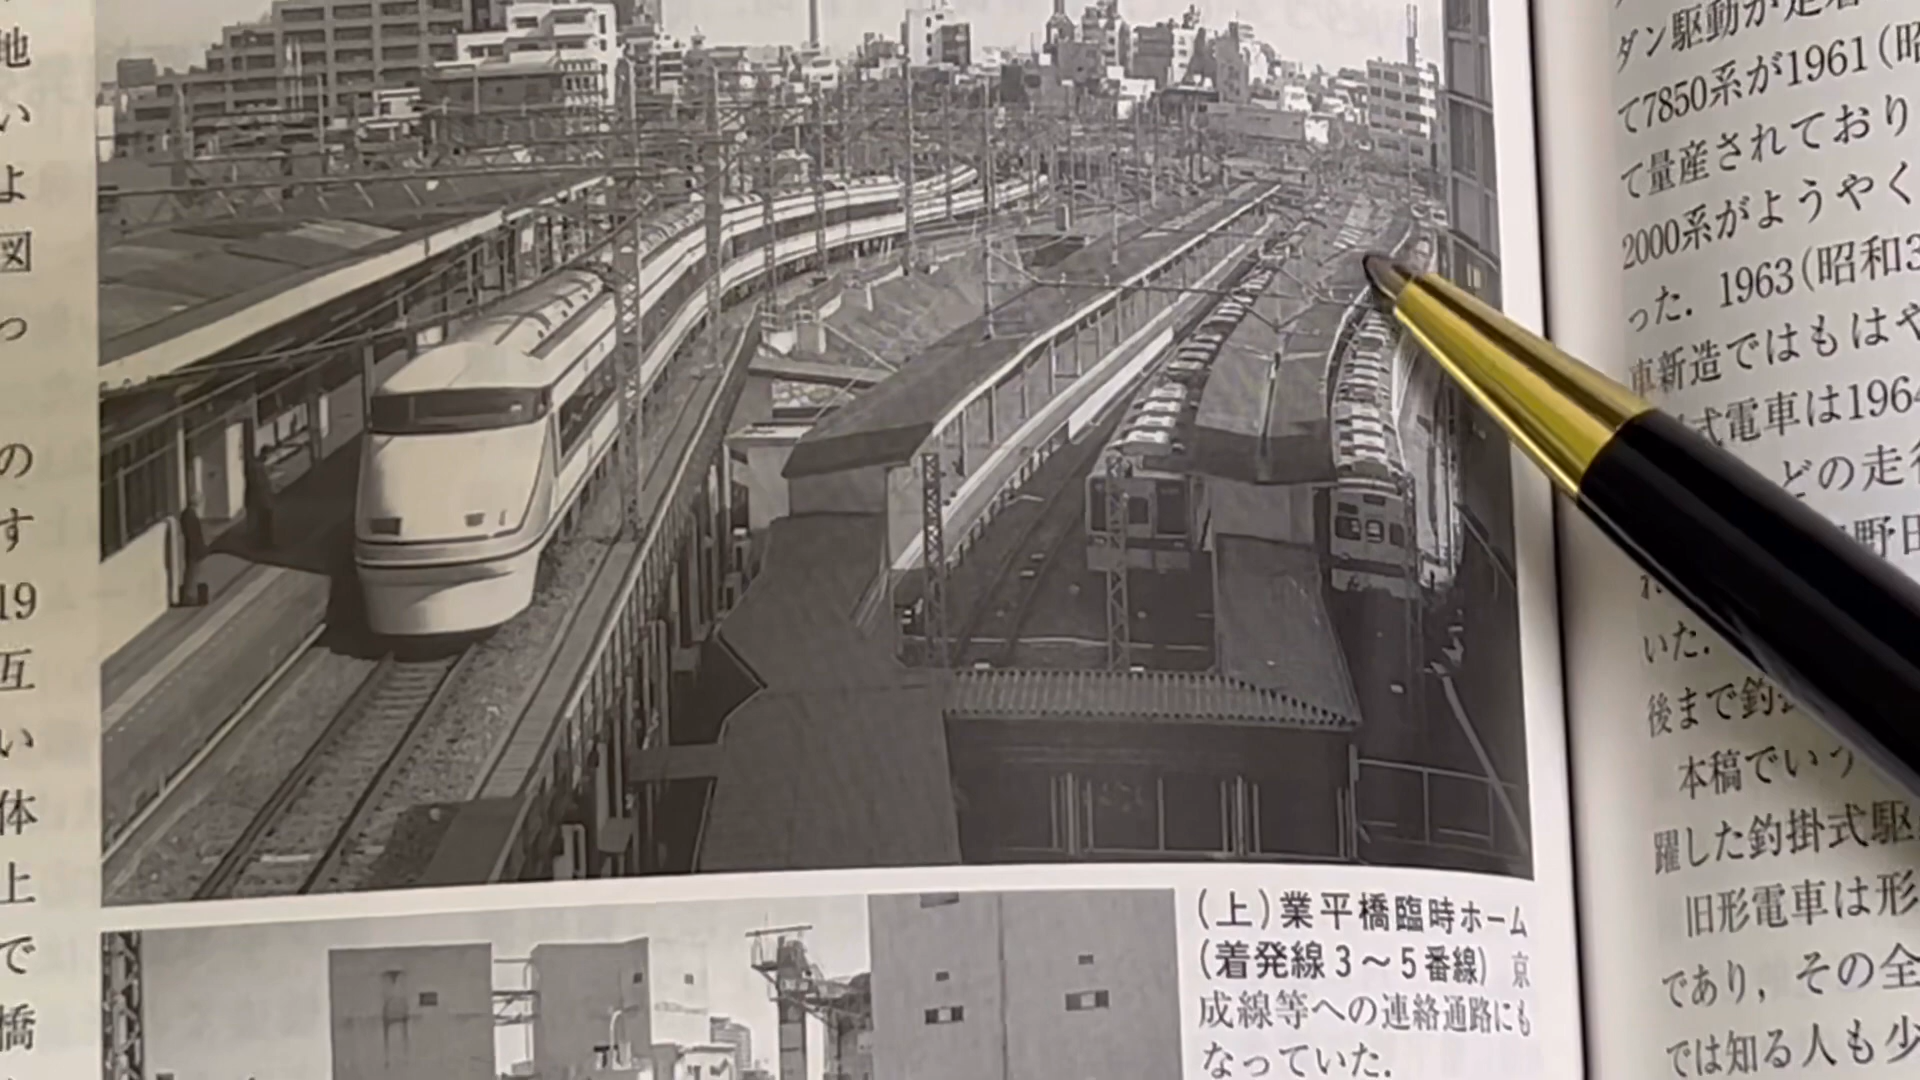 地
い
よ
図
つ
の
す
19
互
い
体
上
で
橋
(上)業平橋臨時ホーム
(着発線3～5番線) 京
成線等への連絡通路にも
なっていた.
ダン駆動が
て7850系が1961(昭
て量産されており
2000系がようやく
った. 1963(昭和3
車新造ではもはや
式電車は1964
どの走行
野田
いた.
後まで釣
本稿でいう
躍した釣掛式駆
旧形電車は形
であり, その全
では知る人も少